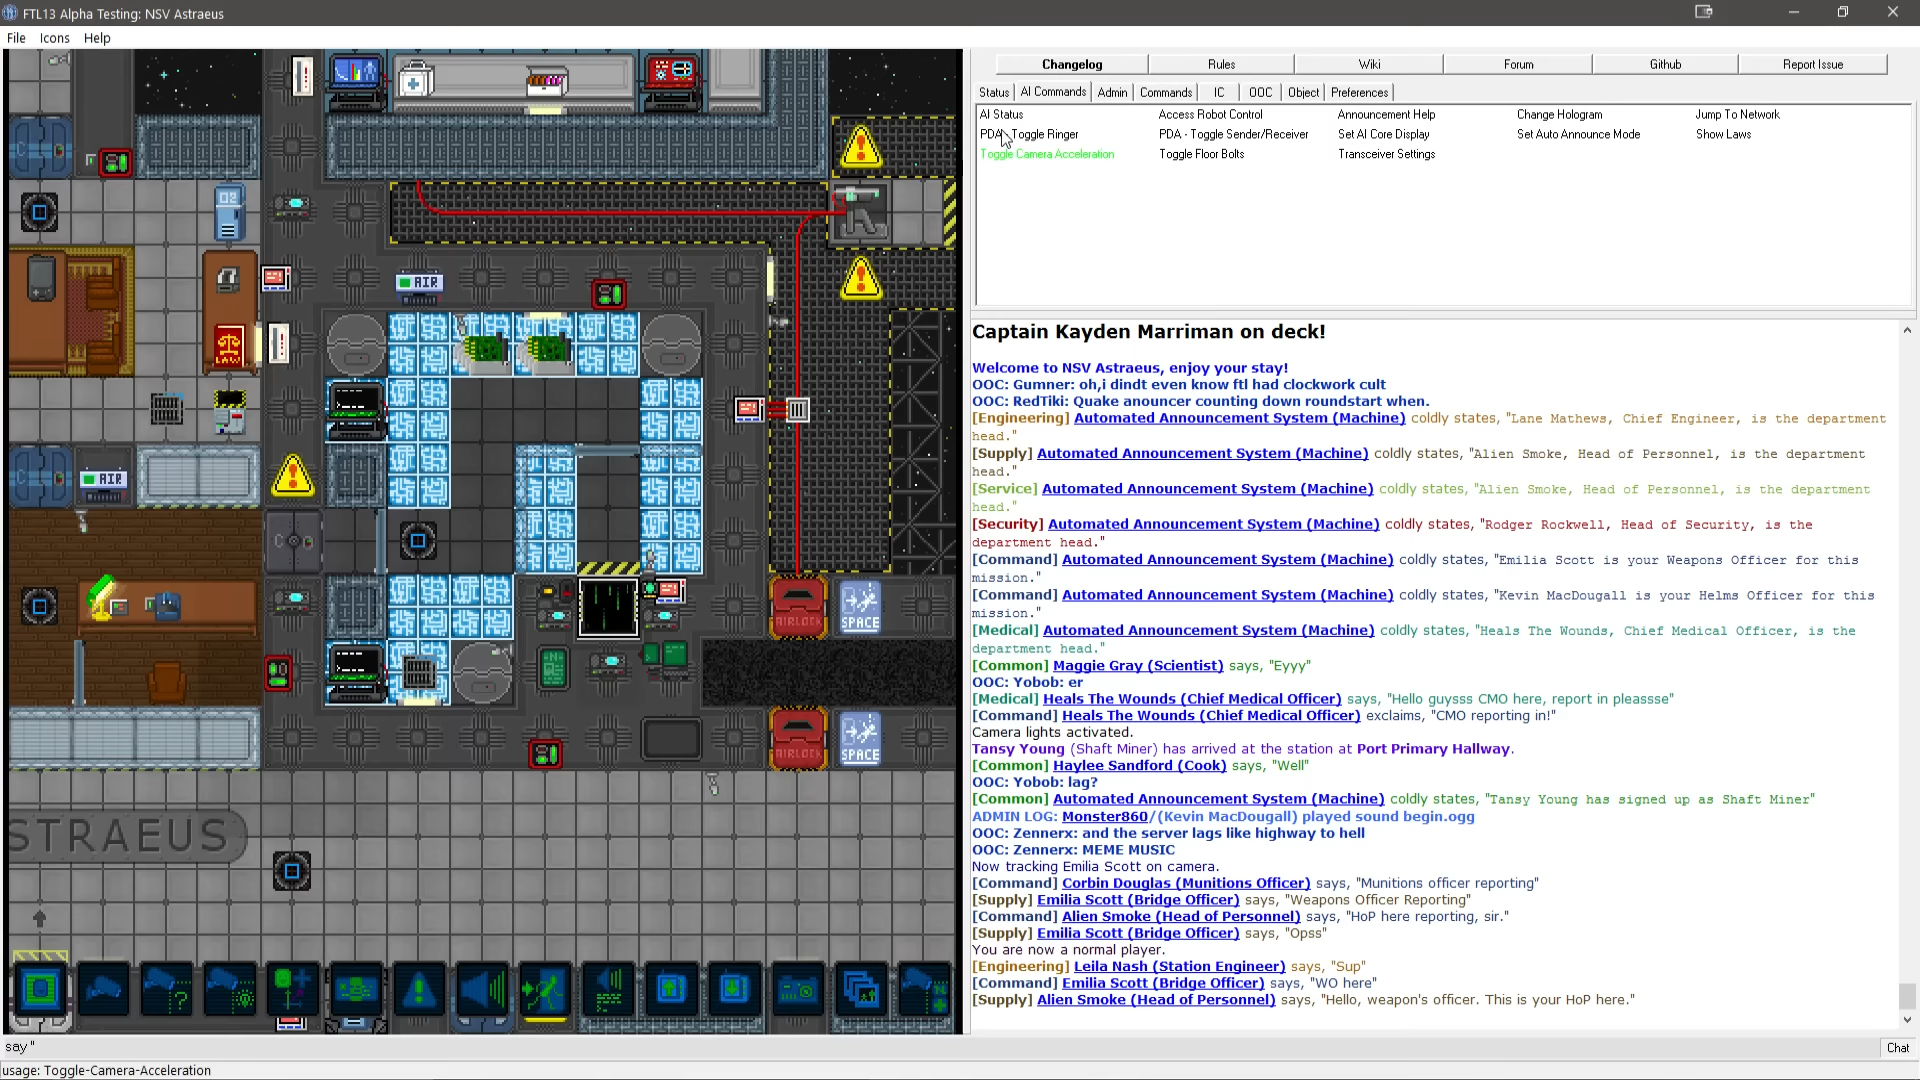 FTL13 Alpha Testing: NSV Astraeus
File Icons Help
Changelog Rules Wiki Forum Github Report Issue
Status AI Commands Admin Commands IC OOC Object Preferences
AI Status Access Robot Control Announcement Help Change Hologram Jump To Network
PDA - Toggle Ringer PDA - Toggle Sender/Receiver Set AI Core Display Set Auto Announce Mode Show Laws
Toggle Camera Acceleration Toggle Floor Bolts Transceiver Settings
O2
AIR
LAW
AIR
AIRLOCK SPACE
AIRLOCK SPACE
STRAEUS
Captain Kayden Marriman on deck!
Welcome to NSV Astraeus, enjoy your stay!
OOC: Gumner: oh,i dindt even know ftl had clockwork cult
OOC: RedTiki: Quake anouncer counting down roundstart when.
[Engineering] Automated Announcement System (Machine) coldly states, "Lane Mathews, Chief Engineer, is the department
head."
[Supply] Automated Announcement System (Machine) coldly states, "Alien Smoke, Head of Personnel, is the department
head."
[Service] Automated Announcement System (Machine) coldly states, "Alien Smoke, Head of Personnel, is the department
head."
[Security] Automated Announcement System (Machine) coldly states, "Rodger Rockwell, Head of Security, is the
department head."
[Command] Automated Announcement System (Machine) coldly states, "Emilia Scott is your Weapons Officer for this
mission."
[Command] Automated Announcement System (Machine) coldly states, "Kevin MacDougall is your Helms Officer for this
mission."
[Medical] Automated Announcement System (Machine) coldly states, "Heals The Wounds, Chief Medical Officer, is the
department head."
[Common] Maggie Gray (Scientist) says, "Eyyy"
OOC: Yobob: er
[Medical] Heals The Wounds (Chief Medical Officer) says, "Hello guysss CMO here, report in pleassse"
[Command] Heals The Wounds (Chief Medical Officer) exclaims, "CMO reporting in!"
Camera lights activated.
Tansy Young (Shaft Miner) has arrived at the station at Port Primary Hallway.
[Common] Haylee Sandford (Cook) says, "Well"
OOC: Yobob: lag?
[Common] Automated Announcement System (Machine) coldly states, "Tansy Young has signed up as Shaft Miner"
ADMIN LOG: Monster860/(Kevin MacDougall) played sound begin.ogg
OOC: Zennerx: and the server lags like highway to hell
OOC: Zennerx: MEME MUSIC
Now tracking Emilia Scott on camera.
[Command] Corbin Douglas (Munitions Officer) says, "Munitions officer reporting"
[Supply] Emilia Scott (Bridge Officer) says, "Weapons Officer Reporting"
[Command] Alien Smoke (Head of Personnel) says, "HoP here reporting, sir."
[Supply] Emilia Scott (Bridge Officer) says, "Opss"
You are now a normal player.
[Engineering] Leila Nash (Station Engineer) says, "Sup"
[Command] Emilia Scott (Bridge Officer) says, "WO here"
[Supply] Alien Smoke (Head of Personnel) says, "Hello, weapon's officer. This is your HoP here."
say " Chat
usage: Toggle-Camera-Acceleration